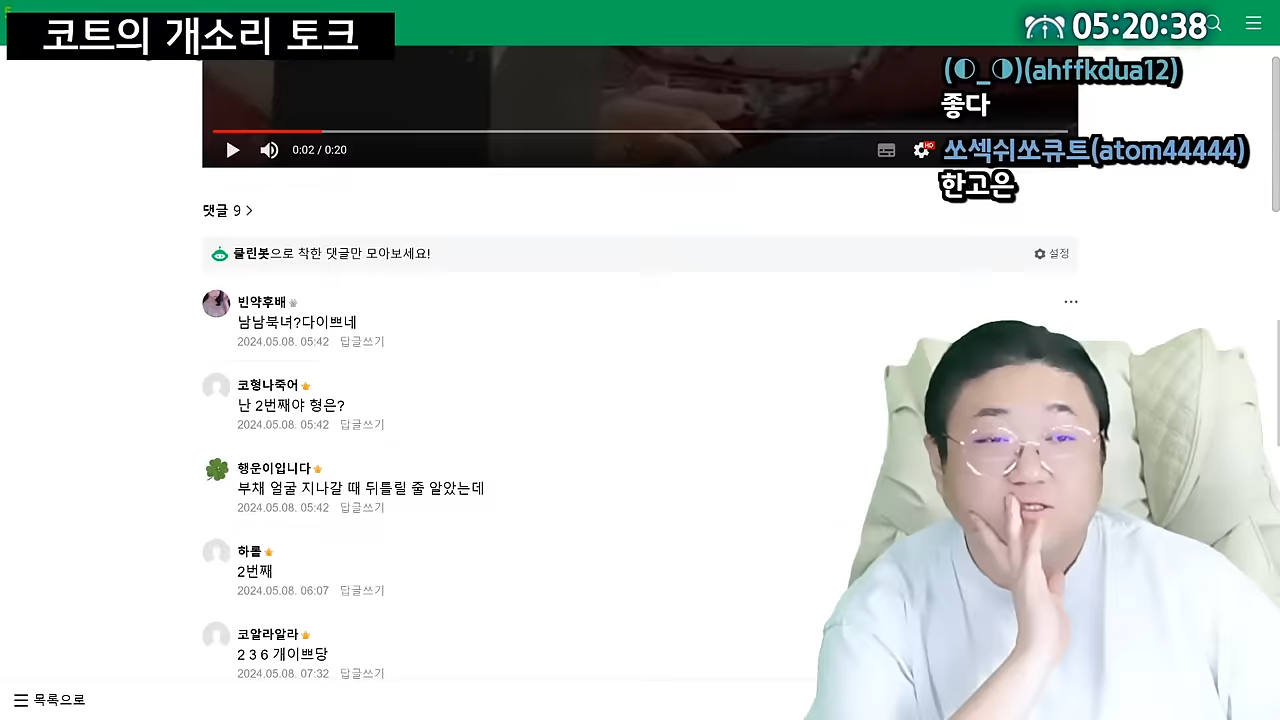 코트의 개소리 토크
05:20:38
(◐_◑)(ahffkdua12)
좋다
쏘섹쉬쏘큐트(atom44444)
한고은
0:02 / 0:20
HD
댓글 9 >
클린봇으로 착한 댓글만 모아보세요!
설정
빈약후배
남남북녀?다이쁘네
2024.05.08. 05:42 답글쓰기
코형나죽어
난 2번째야 형은?
2024.05.08. 05:42 답글쓰기
행운이입니다
부채 얼굴 지나갈 때 뒤틀릴 줄 알았는데
2024.05.08. 05:42 답글쓰기
하롤
2번째
2024.05.08. 06:07 답글쓰기
코알라알라
2 3 6 개이쁘당
2024.05.08. 07:32 답글쓰기
목록으로